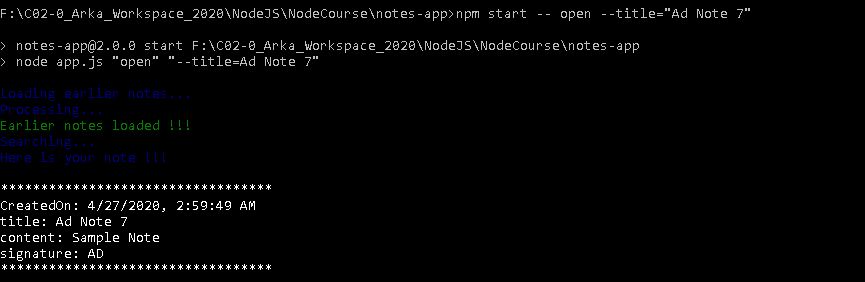 F:\C02-0_Arka_Workspace_2020\NodeJS\NodeCourse\notes-app>npm start -- open --title="Ad Note 7"
> notes-app@2.0.0 start F:\C02-0_Arka_Workspace_2020\NodeJS\NodeCourse\notes-app
> node app.js "open" "--title=Ad Note 7"
Loading earlier notes...
Processing...
Earlier notes loaded !!!
Searching...
Here is your note !!!
**********************************
CreatedOn: 4/27/2020, 2:59:49 AM
title: Ad Note 7
content: Sample Note
signature: AD
**********************************